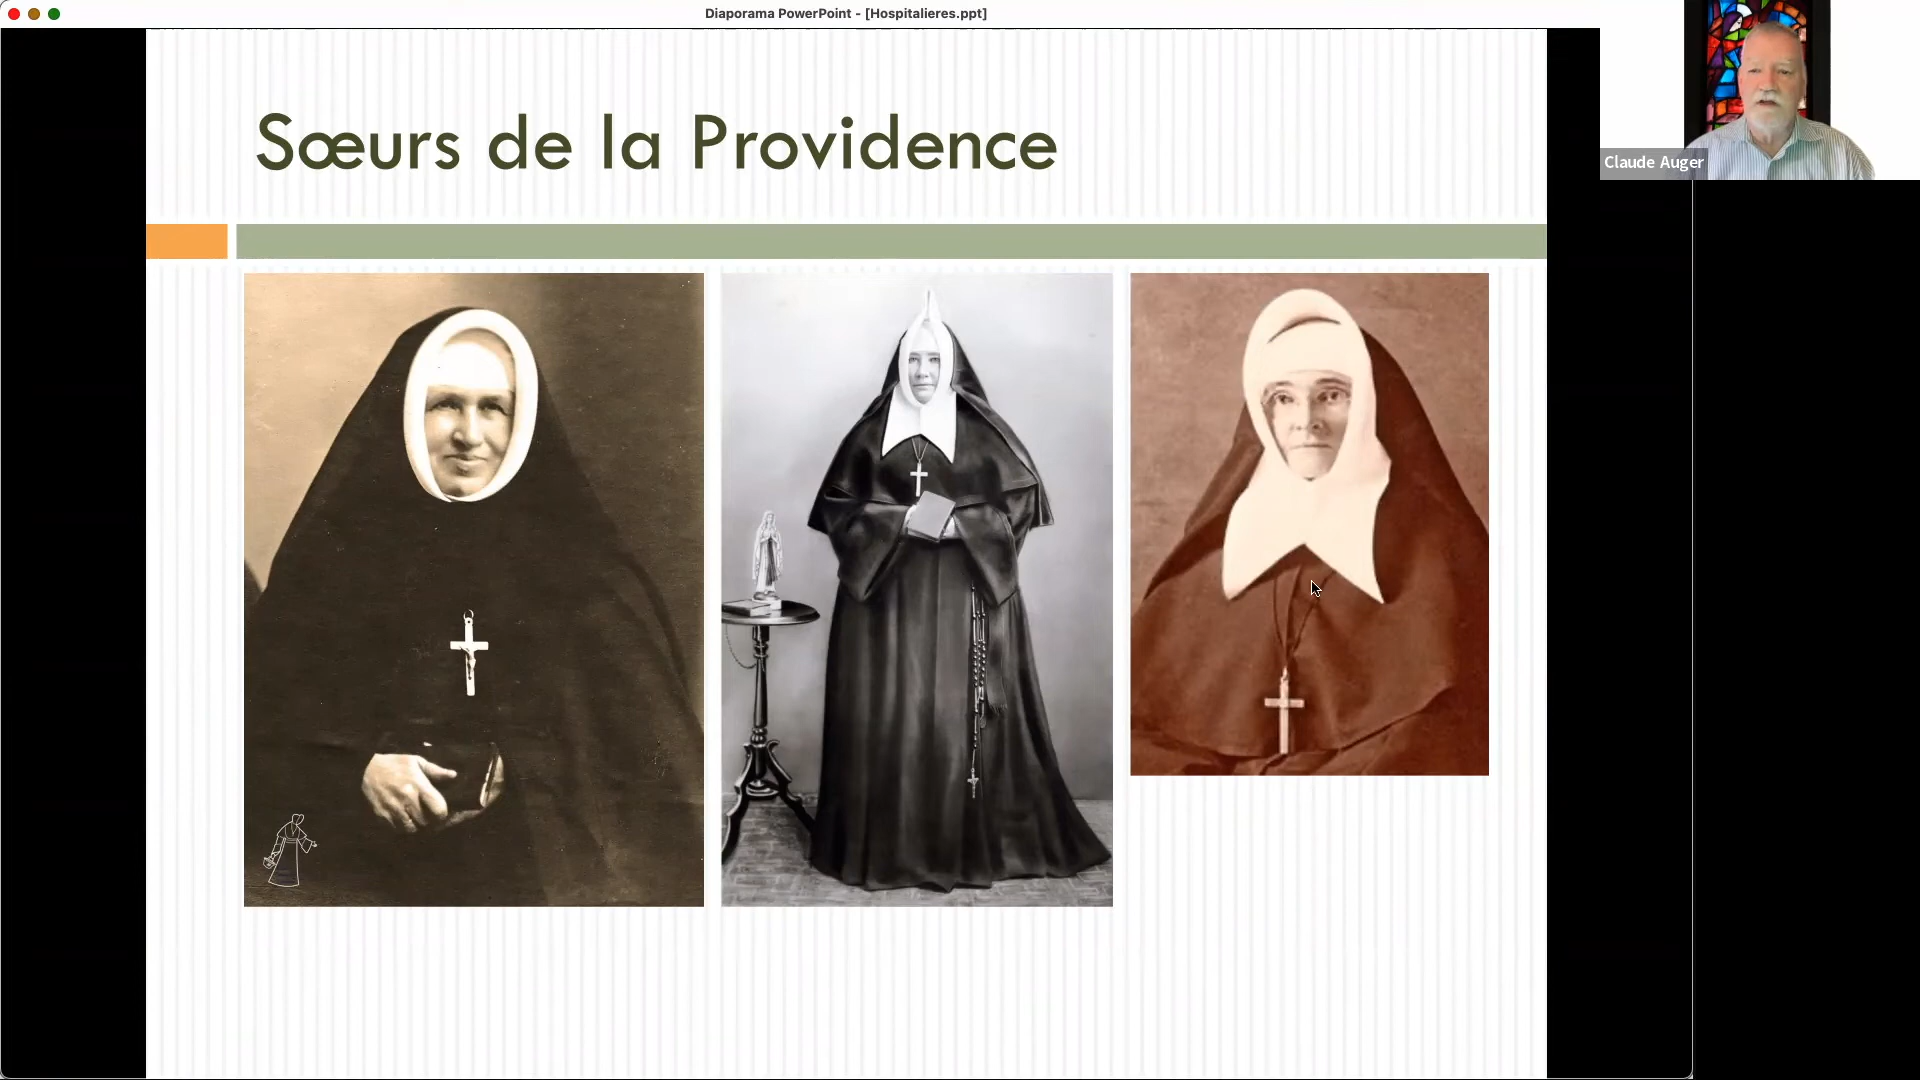 Diaporama PowerPoint - [Hospitalieres.ppt]
Sœurs de la Providence
Claude Auger